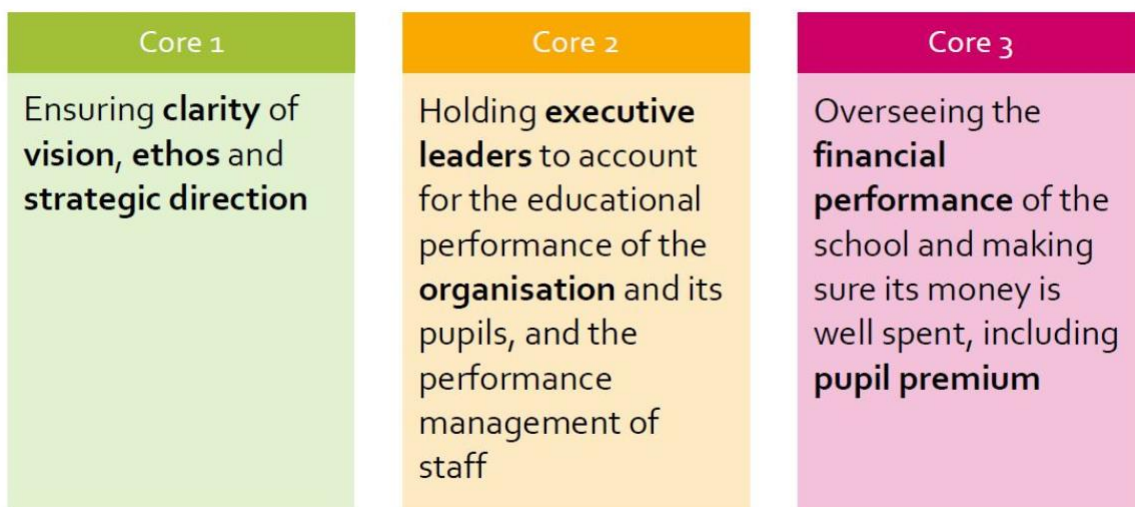 Core 1
Ensuring clarity of
vision, ethos and
strategic direction
Core 2
Holding executive
leaders to account
for the educational
performance of the
organisation and its
pupils, and the
performance
management of
staff
Core 3
Overseeing the
financial
performance of the
school and making
sure its money is
well spent, including
pupil premium